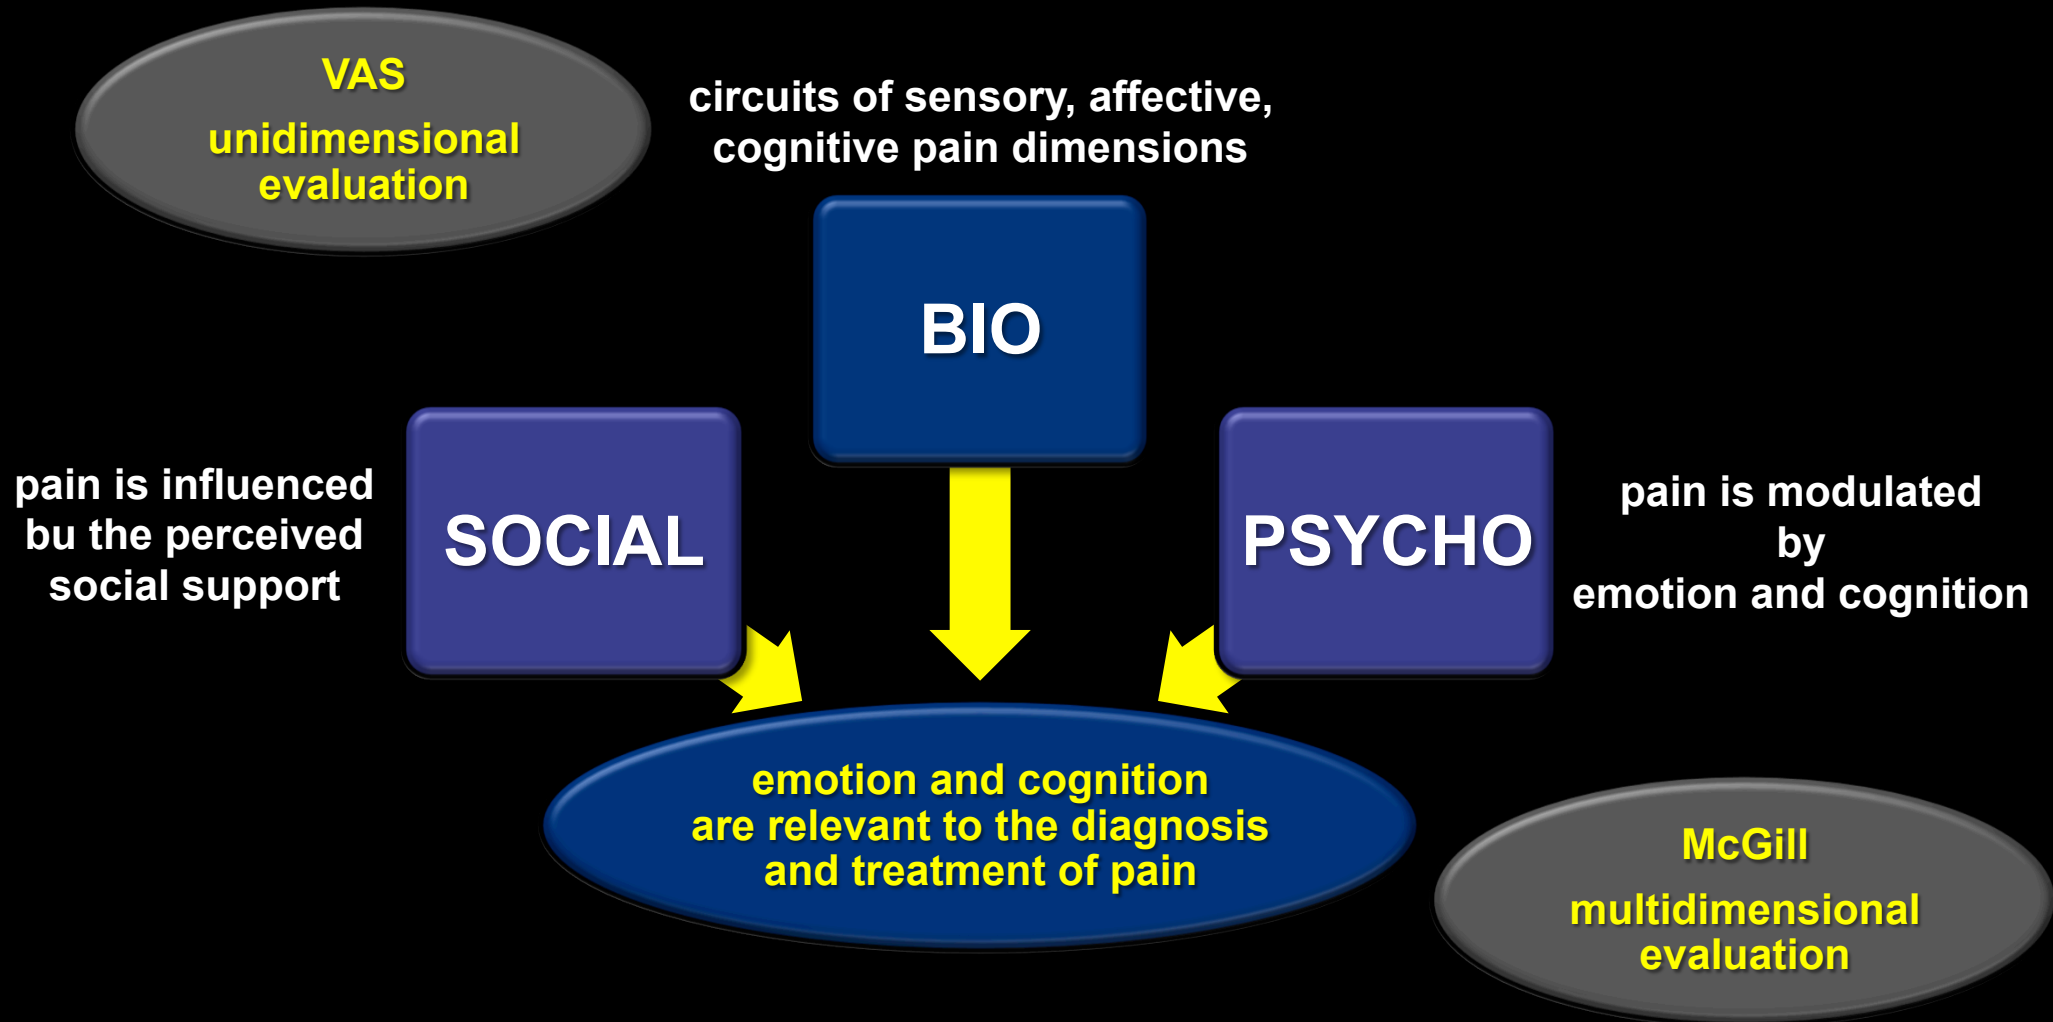 VAS
unidimensional
evaluation
circuits of sensory, affective,
cognitive pain dimensions
BIO
pain is influenced
bu the perceived
social support
SOCIAL
PSYCHO
pain is modulated
by
emotion and cognition
emotion and cognition
are relevant to the diagnosis
and treatment of pain
McGill
multidimensional
evaluation